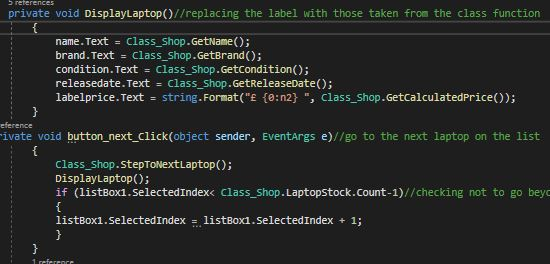 5 references
private void DisplayLaptop()//replacing the label with those taken from the class function
{
name.Text = Class_Shop.GetName();
brand.Text = Class_Shop.GetBrand();
condition.Text = Class_Shop.GetCondition();
releasedate.Text = Class_Shop.GetReleaseDate();
labelprice.Text = string.Format("£ {0:n2} ", Class_Shop.GetCalculatedPrice());
}
reference
rivate void button_next_Click(object sender, EventArgs e)//go to the next laptop on the list
{
Class_Shop.StepToNextLaptop();
DisplayLaptop();
if (listBox1.SelectedIndex< Class_Shop.LaptopStock.Count-1)//checking not to go beyo
{
listBox1.SelectedIndex = listBox1.SelectedIndex + 1;
}
}
1 reference